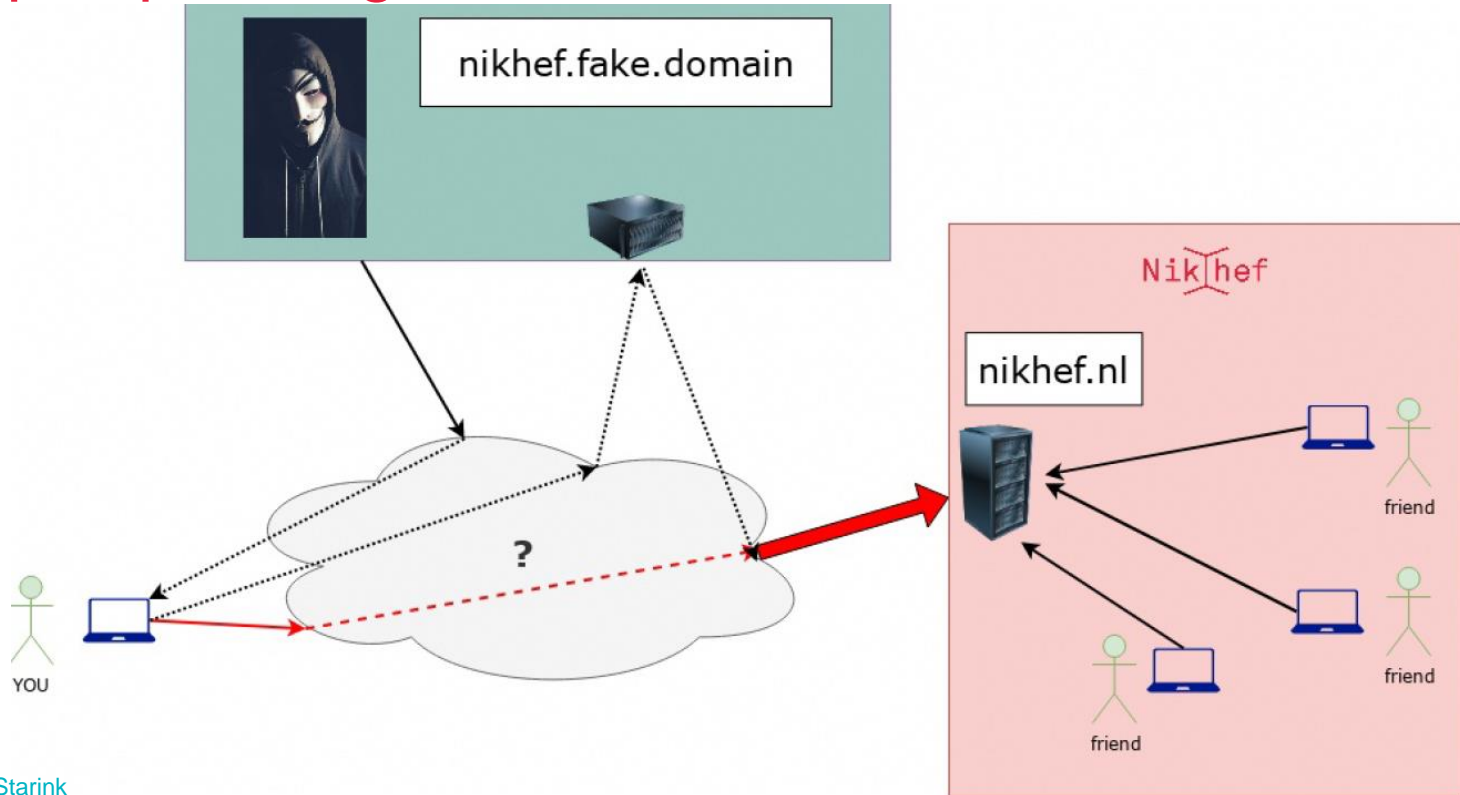 nikhef.fake.domain
Nikhef
nikhef.nl
friend
?
YOU
friend
friend
Starink